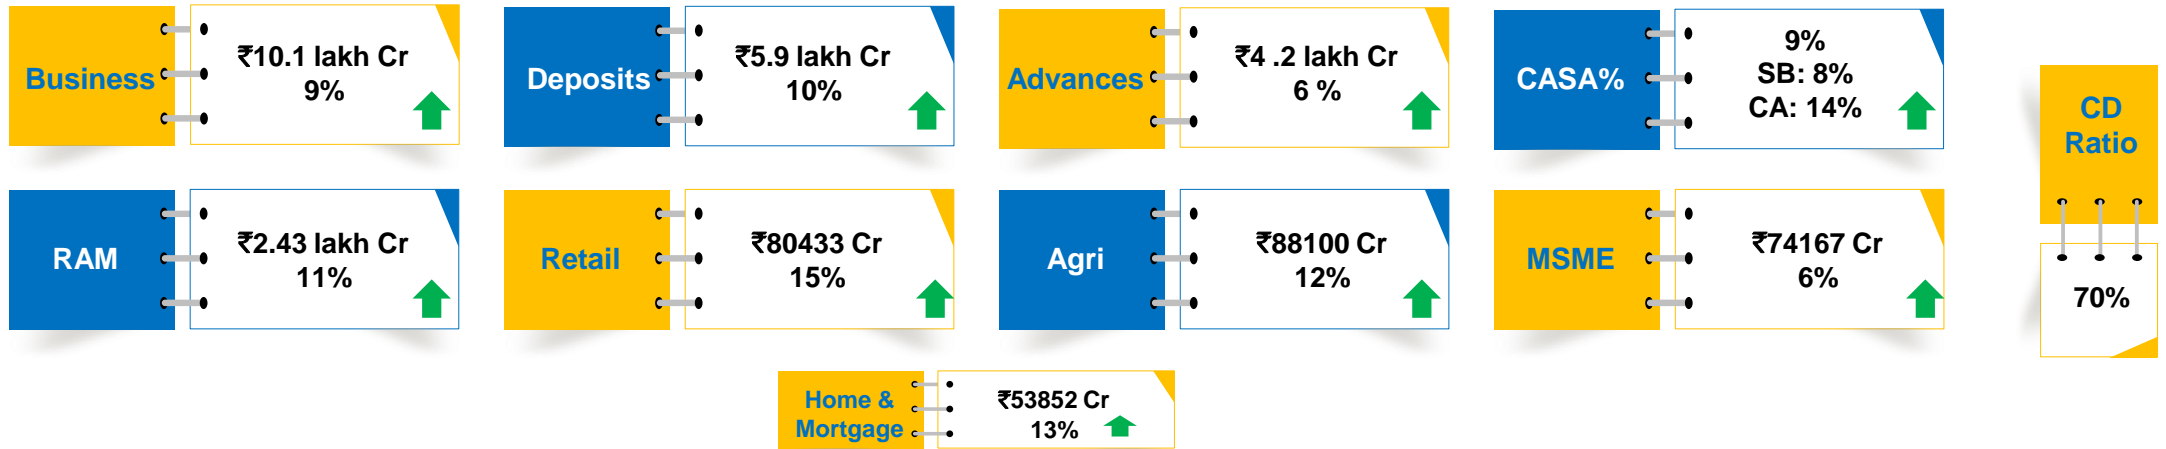 Business
₹10.1 lakh Cr
9%
Deposits
₹5.9 lakh Cr
10%
Advances
₹4 .2 lakh Cr
6 %
CASA%
9%
SB: 8%
CA: 14%
CD
Ratio
70%
RAM
₹2.43 lakh Cr
11%
Retail
₹80433 Cr
15%
Agri
₹88100 Cr
12%
MSME
₹74167 Cr
6%
Home &
Mortgage
₹53852 Cr
13%